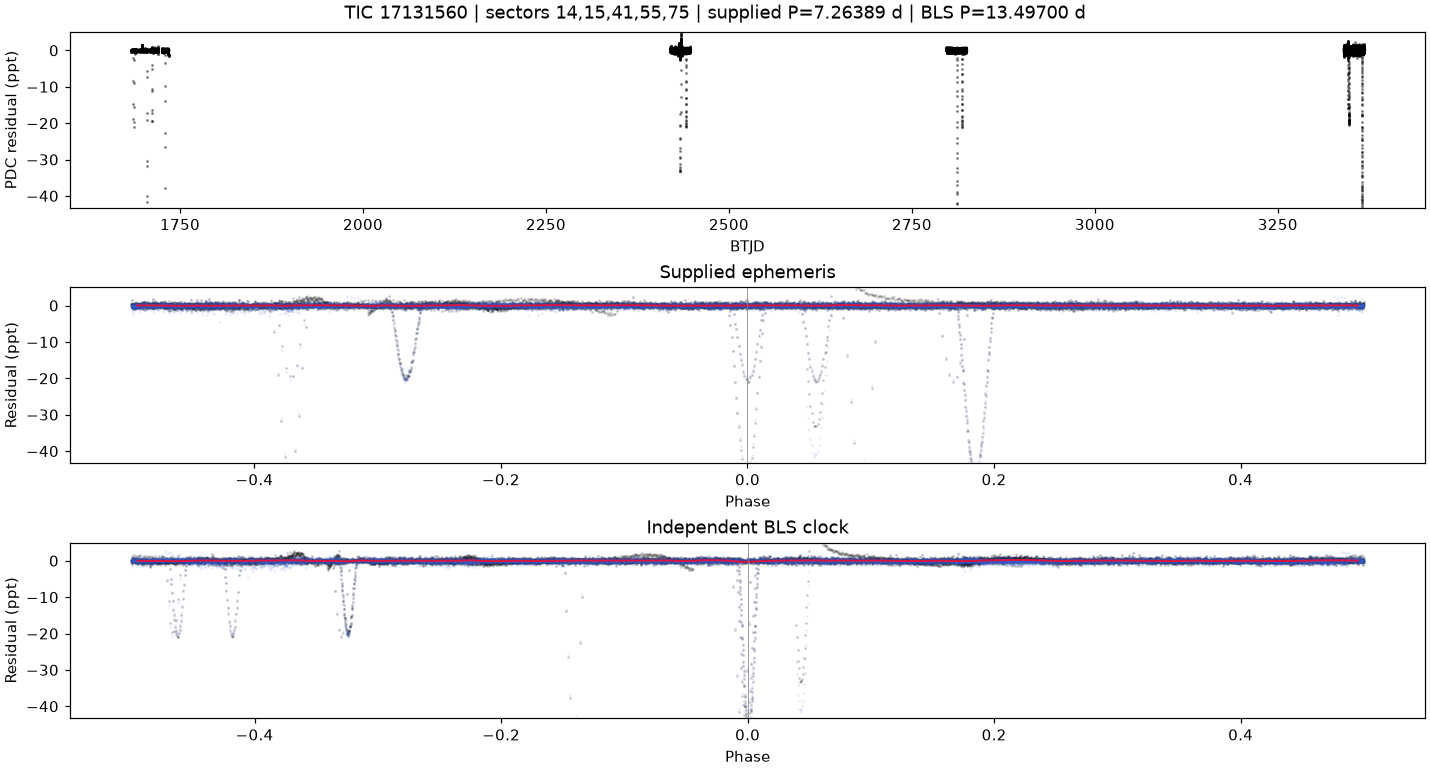 TIC 17131560 | sectors 14,15,41,55,75 | supplied P=7.26389 d | BLS P=13.49700 d
PDC residual (ppt)
0
−10
−20
−30
−40
1750 2000 2250 2500 2750 3000 3250
BTJD
Supplied ephemeris
Residual (ppt)
0
−10
−20
−30
−40
−0.4 −0.2 0.0 0.2 0.4
Phase
Independent BLS clock
Residual (ppt)
0
−10
−20
−30
−40
−0.4 −0.2 0.0 0.2 0.4
Phase